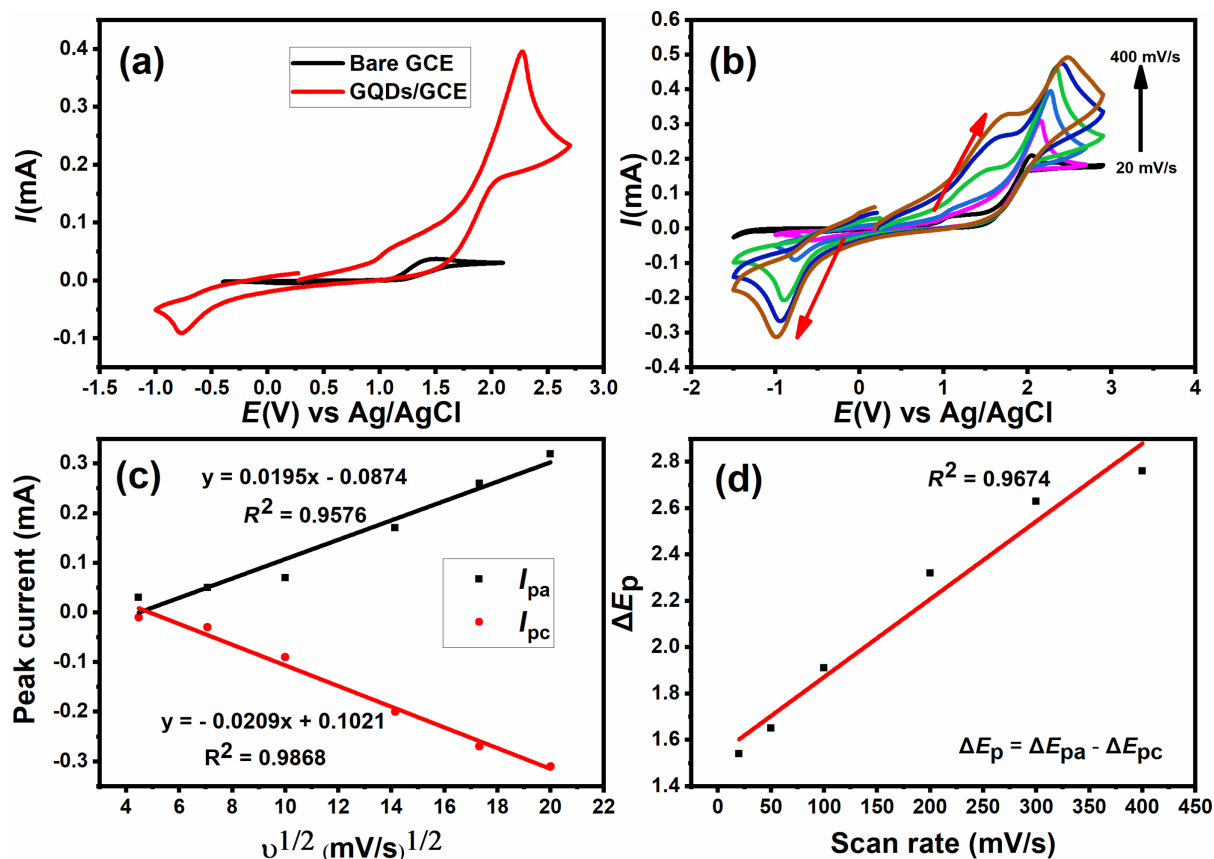 (a)
Bare GCE
GQDs/GCE
I(mA)
0.4
0.3
0.2
0.1
0.0
-0.1
-1.5 -1.0 -0.5 0.0 0.5 1.0 1.5 2.0 2.5 3.0
E(V) vs Ag/AgCl
(b)
400 mV/s
20 mV/s
I(mA)
0.6
0.5
0.4
0.3
0.2
0.1
0.0
-0.1
-0.2
-0.3
-0.4
-2 -1 0 1 2 3 4
E(V) vs Ag/AgCl
(c)
y = 0.0195x - 0.0874
R² = 0.9576
Ipa
Ipc
y = - 0.0209x + 0.1021
R² = 0.9868
Peak current (mA)
0.3
0.2
0.1
0.0
-0.1
-0.2
-0.3
4 6 8 10 12 14 16 18 20 22
υ1/2 (mV/s)1/2
(d)
R² = 0.9674
ΔEp = ΔEpa - ΔEpc
ΔEp
2.8
2.6
2.4
2.2
2.0
1.8
1.6
1.4
0 50 100 150 200 250 300 350 400 450
Scan rate (mV/s)